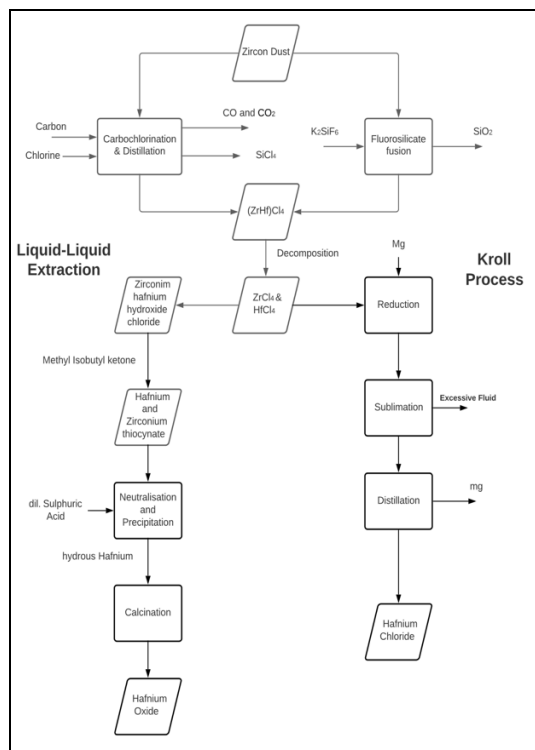 Zircon Dust
CO and CO₂
Carbon
K₂SiF₆
SiO₂
Carbochlorination
& Distillation
Fluorosilicate
fusion
Chlorine
SiCl₄
(ZrHf)Cl₄
Liquid-Liquid
Extraction
Decomposition
Mg
Kroll
Process
Zirconim
hafnium
hydroxide
chloride
ZrCl₄ &
HfCl₄
Reduction
Methyl Isobutyl ketone
Hafnium
and
Zirconium
thiocynate
Sublimation
Excessive Fluid
dil. Sulphuric
Acid
Neutralisation
and
Precipitation
Distillation
mg
hydrous Hafnium
Calcination
Hafnium
Chloride
Hafnium
Oxide